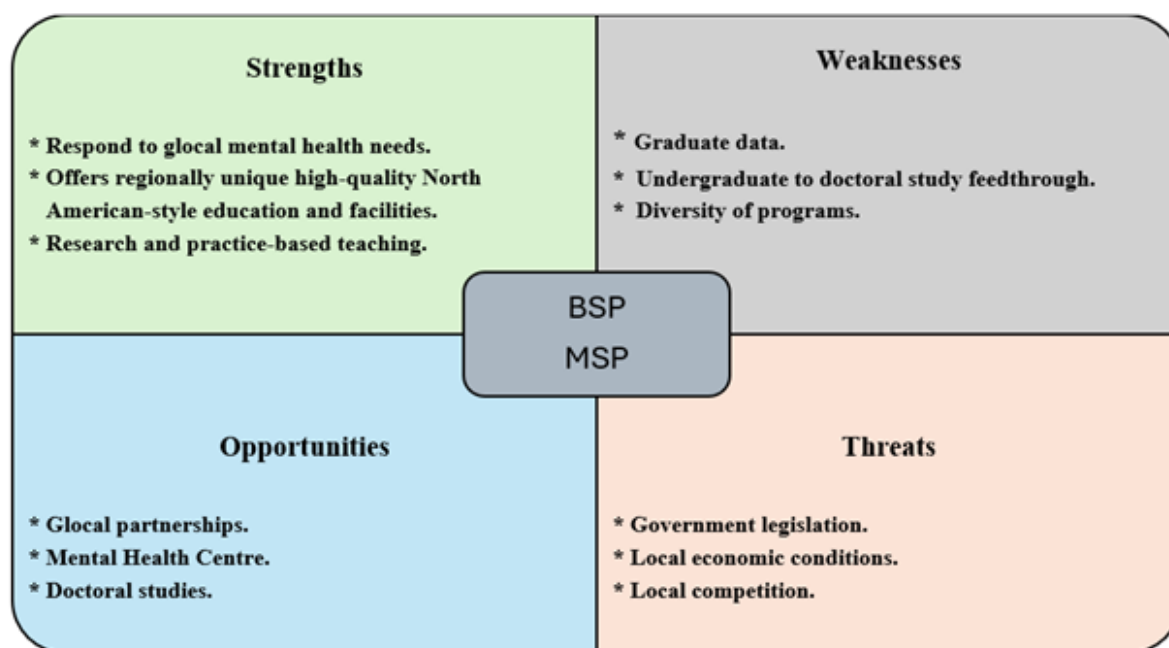 Strengths
* Respond to glocal mental health needs.
* Offers regionally unique high-quality North
American-style education and facilities.
* Research and practice-based teaching.
Weaknesses
* Graduate data.
* Undergraduate to doctoral study feedthrough.
* Diversity of programs.
BSP
MSP
Opportunities
* Glocal partnerships.
* Mental Health Centre.
* Doctoral studies.
Threats
* Government legislation.
* Local economic conditions.
* Local competition.